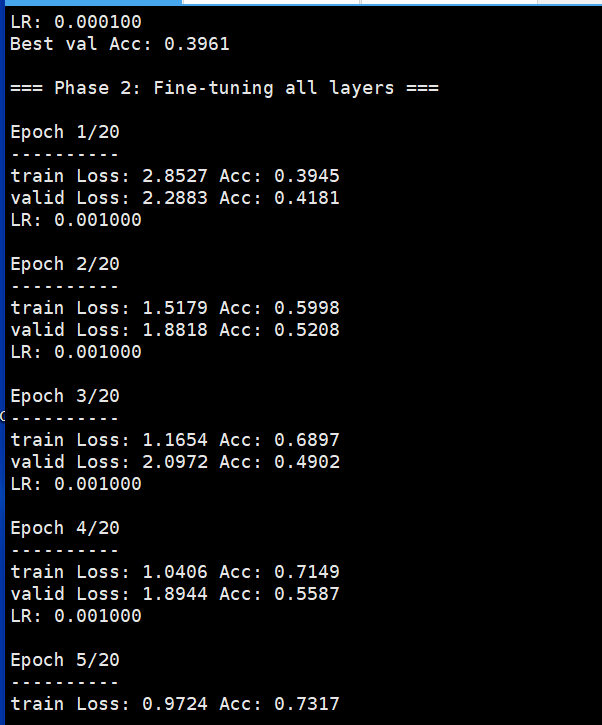 LR: 0.000100
Best val Acc: 0.3961
=== Phase 2: Fine-tuning all layers ===
Epoch 1/20
----------
train Loss: 2.8527 Acc: 0.3945
valid Loss: 2.2883 Acc: 0.4181
LR: 0.001000
Epoch 2/20
----------
train Loss: 1.5179 Acc: 0.5998
valid Loss: 1.8818 Acc: 0.5208
LR: 0.001000
Epoch 3/20
----------
train Loss: 1.1654 Acc: 0.6897
valid Loss: 2.0972 Acc: 0.4902
LR: 0.001000
Epoch 4/20
----------
train Loss: 1.0406 Acc: 0.7149
valid Loss: 1.8944 Acc: 0.5587
LR: 0.001000
Epoch 5/20
----------
train Loss: 0.9724 Acc: 0.7317